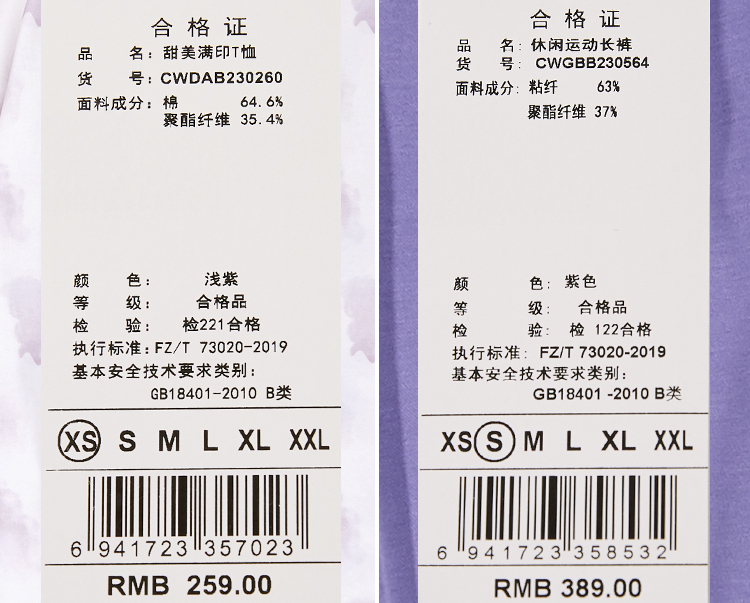 合格证
品 名：甜美满印T恤
货 号：CWDAB230260
面料成分：棉 64.6%
聚酯纤维 35.4%
颜 色： 浅紫
等 级： 合格品
检 验： 检221合格
执行标准：FZ/T 73020-2019
基本安全技术要求类别：
GB18401-2010 B类
XS S M L XL XXL
6 941723 357023
RMB 259.00
合格证
品 名：休闲运动长裤
货 号：CWGBB230564
面料成分：粘纤 63%
聚酯纤维 37%
颜 色：紫色
等 级： 合格品
检 验： 检 122合格
执行标准：FZ/T 73020-2019
基本安全技术要求类别：
GB18401 -2010 B类
XS S M L XL XXL
6 941723 358532
RMB 389.00